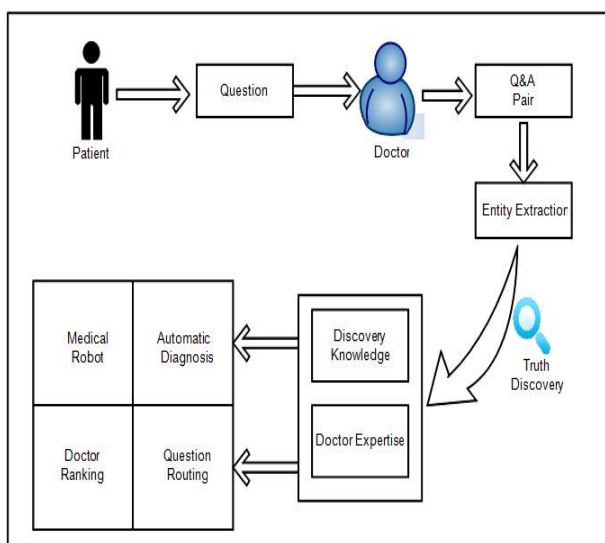 Patient
Question
Doctor
Q&A
Pair
Entity Extraction
Truth
Discovery
Discovery
Knowledge
Doctor Expertise
Medical
Robot
Automatic
Diagnosis
Doctor
Ranking
Question
Routing